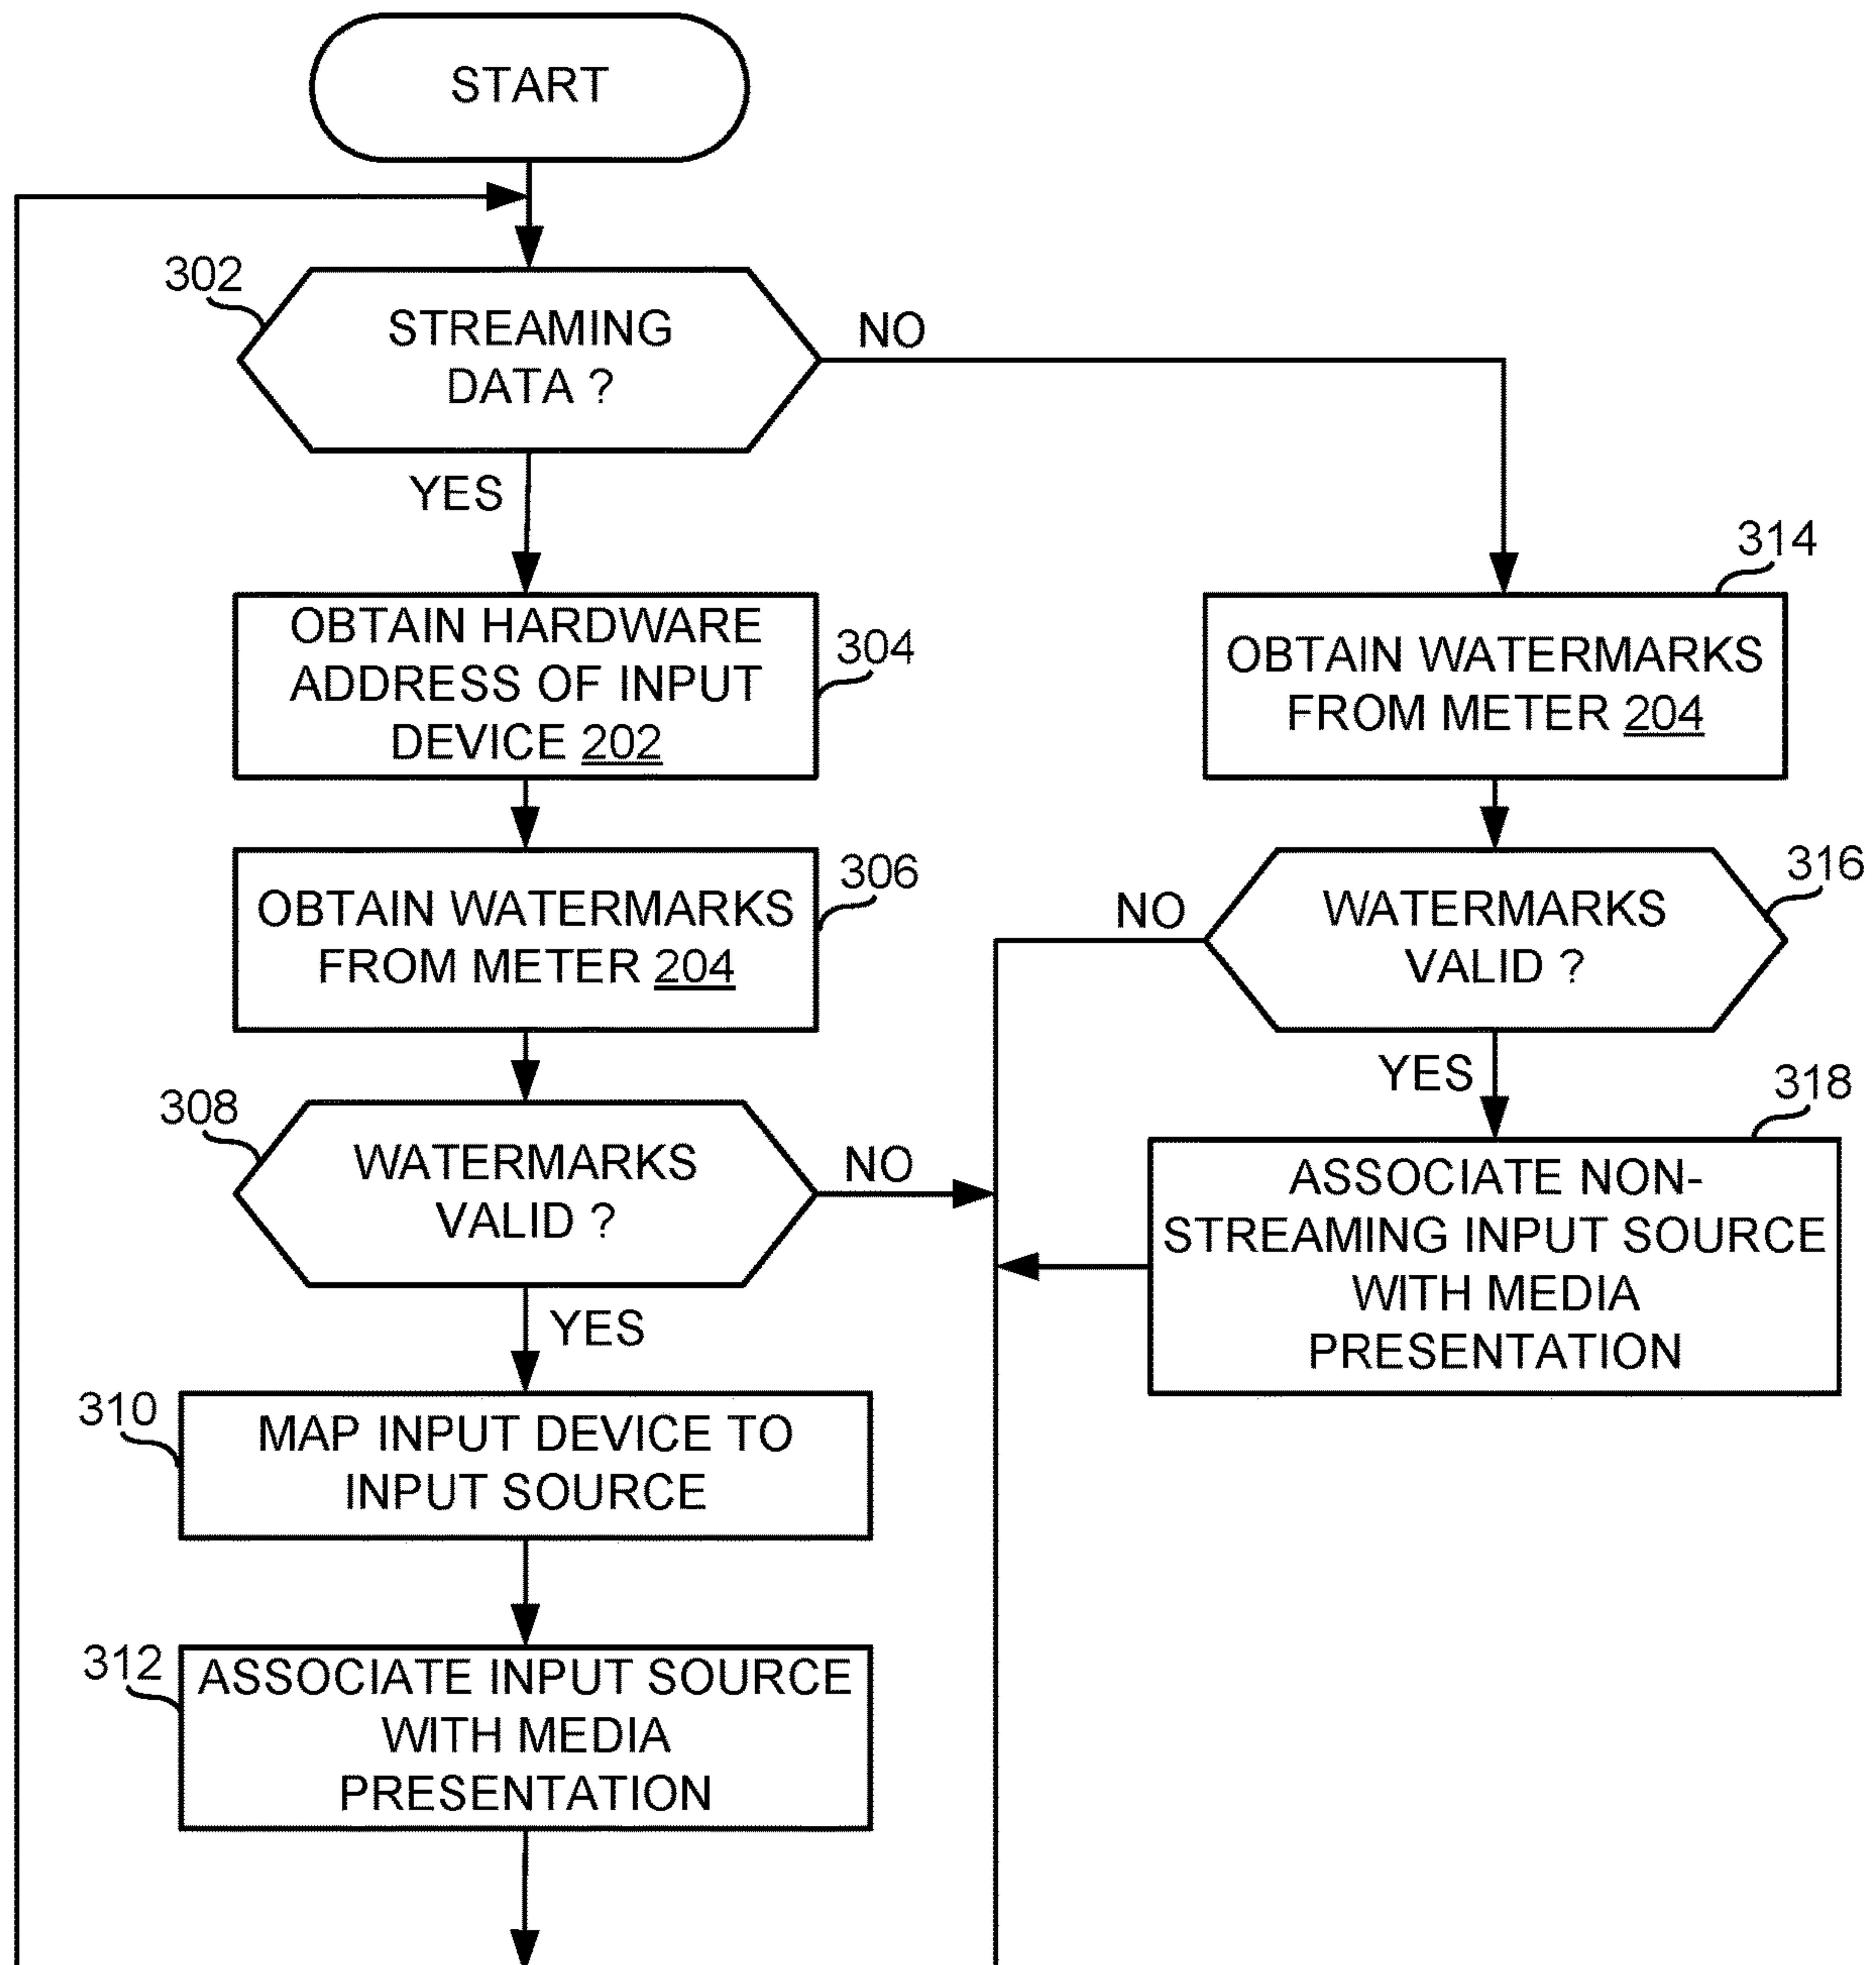 START
302
STREAMING
DATA ?
NO
YES
OBTAIN HARDWARE
ADDRESS OF INPUT
DEVICE 202
304
OBTAIN WATERMARKS
FROM METER 204
306
308
WATERMARKS
VALID ?
NO
YES
310
MAP INPUT DEVICE TO
INPUT SOURCE
312
ASSOCIATE INPUT SOURCE
WITH MEDIA
PRESENTATION
314
OBTAIN WATERMARKS
FROM METER 204
316
WATERMARKS
VALID ?
NO
YES
318
ASSOCIATE NON-
STREAMING INPUT SOURCE
WITH MEDIA
PRESENTATION